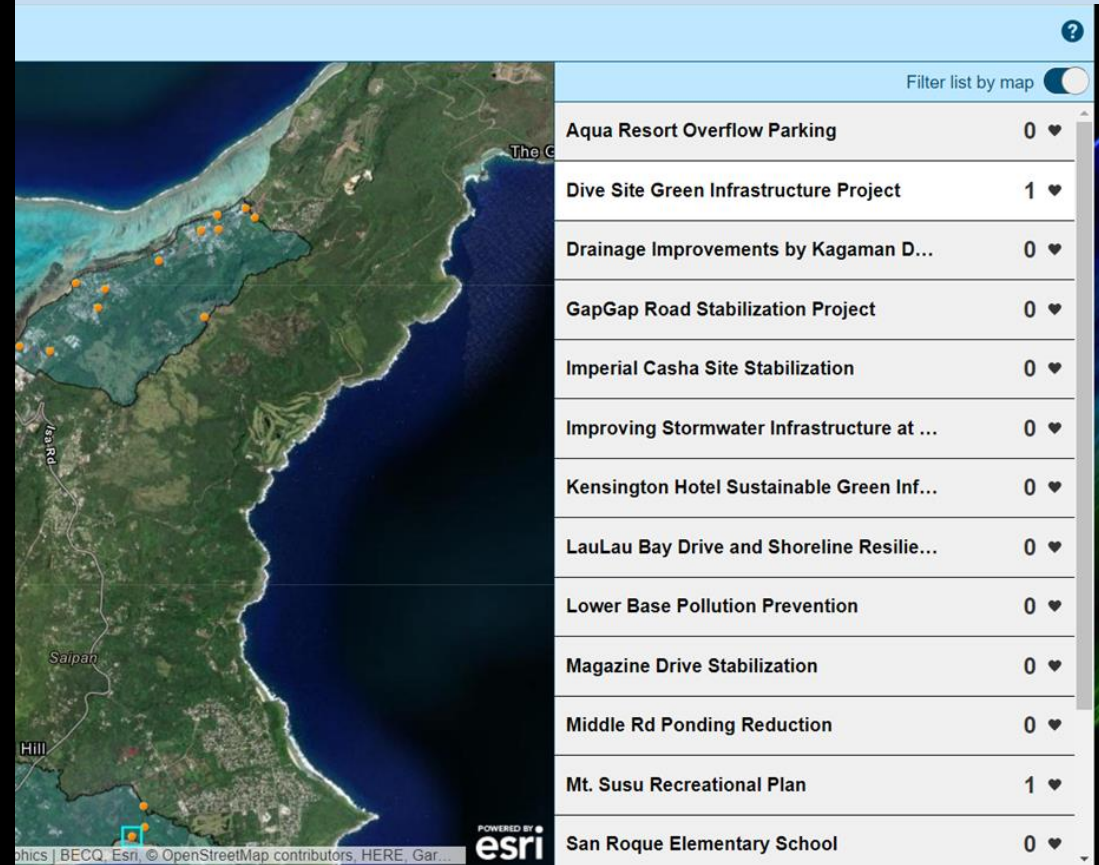 ?
Filter list by map
The G
Isa Rd
Saipan
Hill
POWERED BY
esri
phics | BECQ, Esri, © OpenStreetMap contributors, HERE, Gar...
Aqua Resort Overflow Parking 0
Dive Site Green Infrastructure Project 1
Drainage Improvements by Kagaman D... 0
GapGap Road Stabilization Project 0
Imperial Casha Site Stabilization 0
Improving Stormwater Infrastructure at ... 0
Kensington Hotel Sustainable Green Inf... 0
LauLau Bay Drive and Shoreline Resilie... 0
Lower Base Pollution Prevention 0
Magazine Drive Stabilization 0
Middle Rd Ponding Reduction 0
Mt. Susu Recreational Plan 1
San Roque Elementary School 0